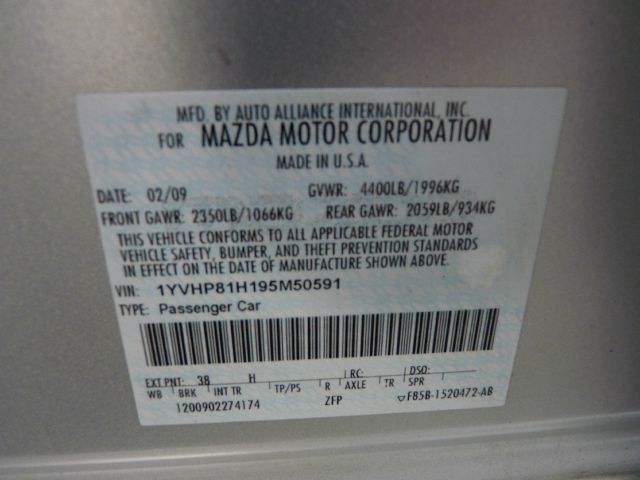 MFD. BY AUTO ALLIANCE INTERNATIONAL, INC.
FOR MAZDA MOTOR CORPORATION
MADE IN U.S.A.
DATE: 02/09 GVWR: 4400LB/1996KG
FRONT GAWR: 2350LB/1066KG REAR GAWR: 2059LB/934KG
THIS VEHICLE CONFORMS TO ALL APPLICABLE FEDERAL MOTOR
VEHICLE SAFETY, BUMPER, AND THEFT PREVENTION STANDARDS
IN EFFECT ON THE DATE OF MANUFACTURE SHOWN ABOVE.
VIN: 1YVHP81H195M50591
TYPE: Passenger Car
EXT PNT: 38 H RC: DSO:
WB BRK INT TR TP/PS R AXLE TR SPR
1200902274174 ZFP F85B-1520472-AB